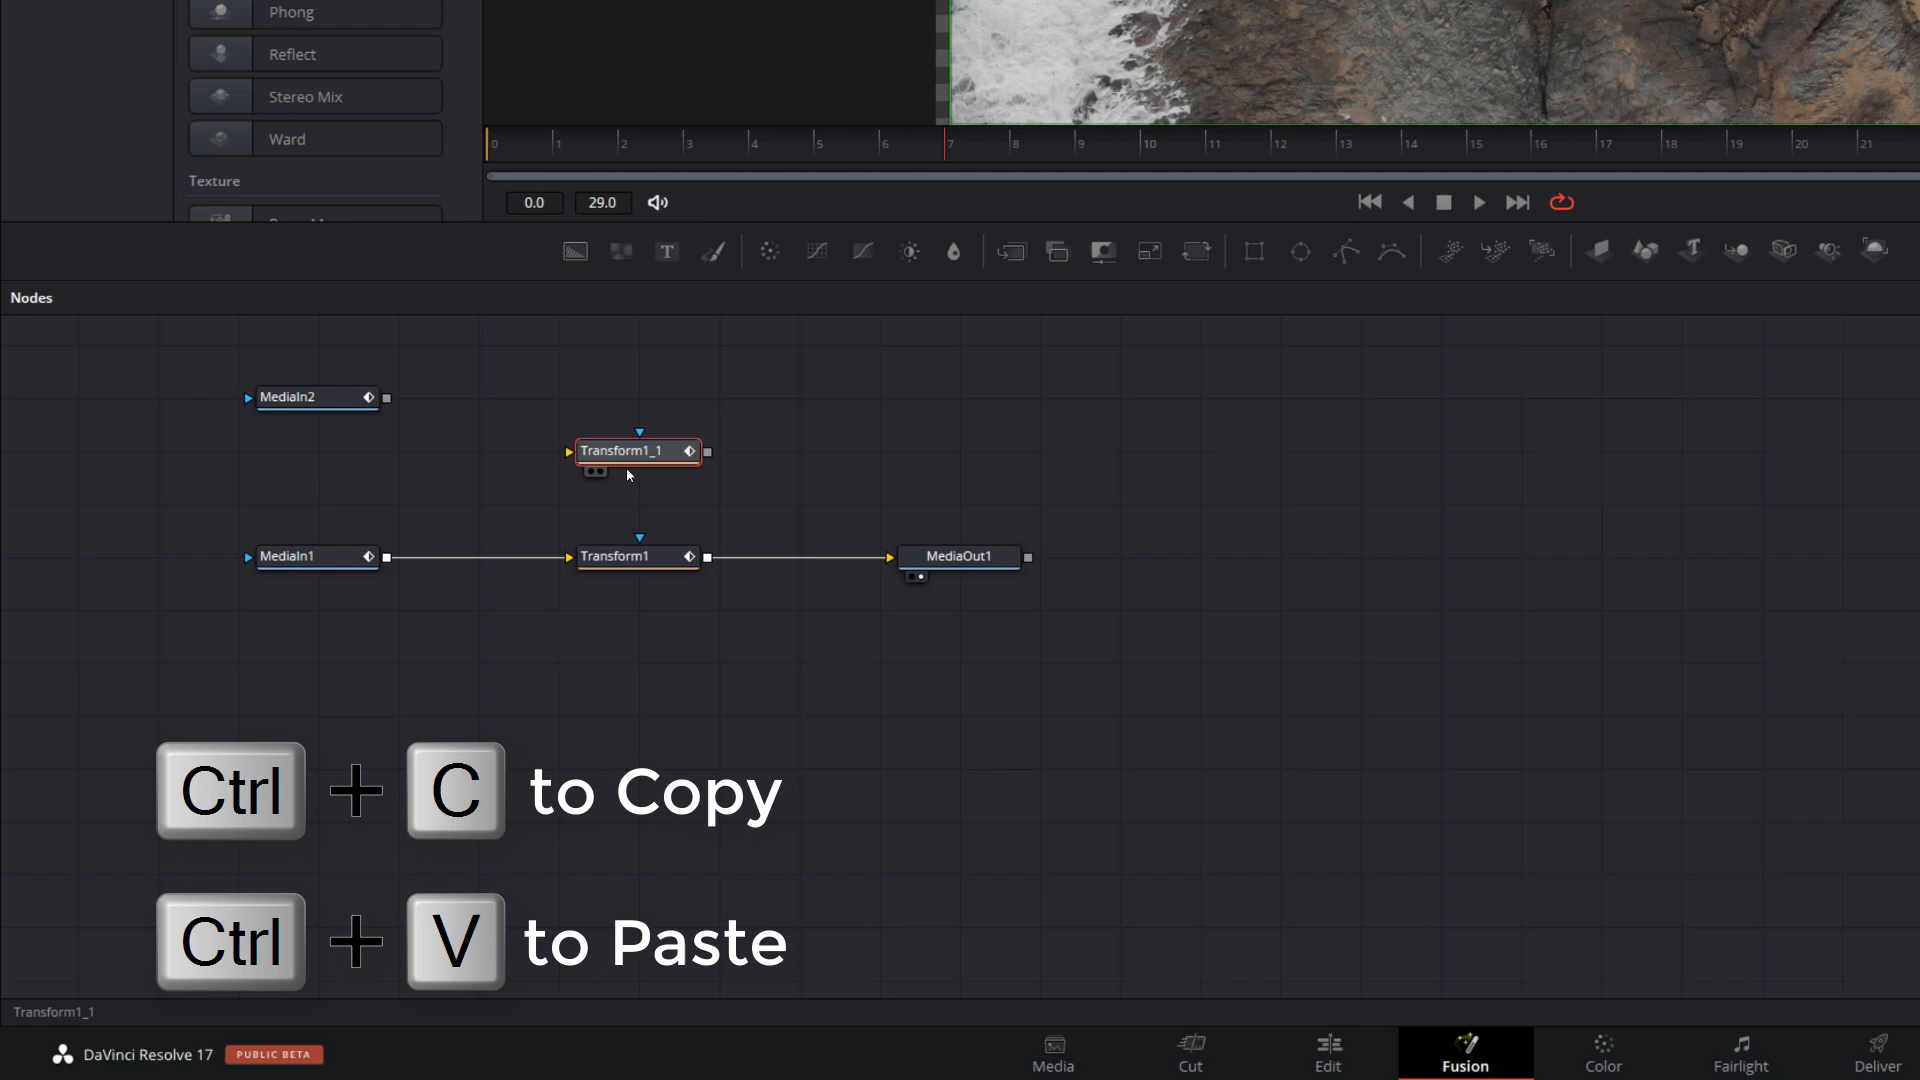 Phong
Reflect
Stereo Mix
Ward
Texture
0 1 2 3 4 5 6 7 8 9 10 11 12 13 14 15 16 17 18 19 20 21
0.0 29.0
T
Nodes
MediaIn2
Transform1_1
MediaIn1 Transform1 MediaOut1
Ctrl + C to Copy
Ctrl + V to Paste
Transform1_1
DaVinci Resolve 17 PUBLIC BETA
Media Cut Edit Fusion Color Fairlight Deliver